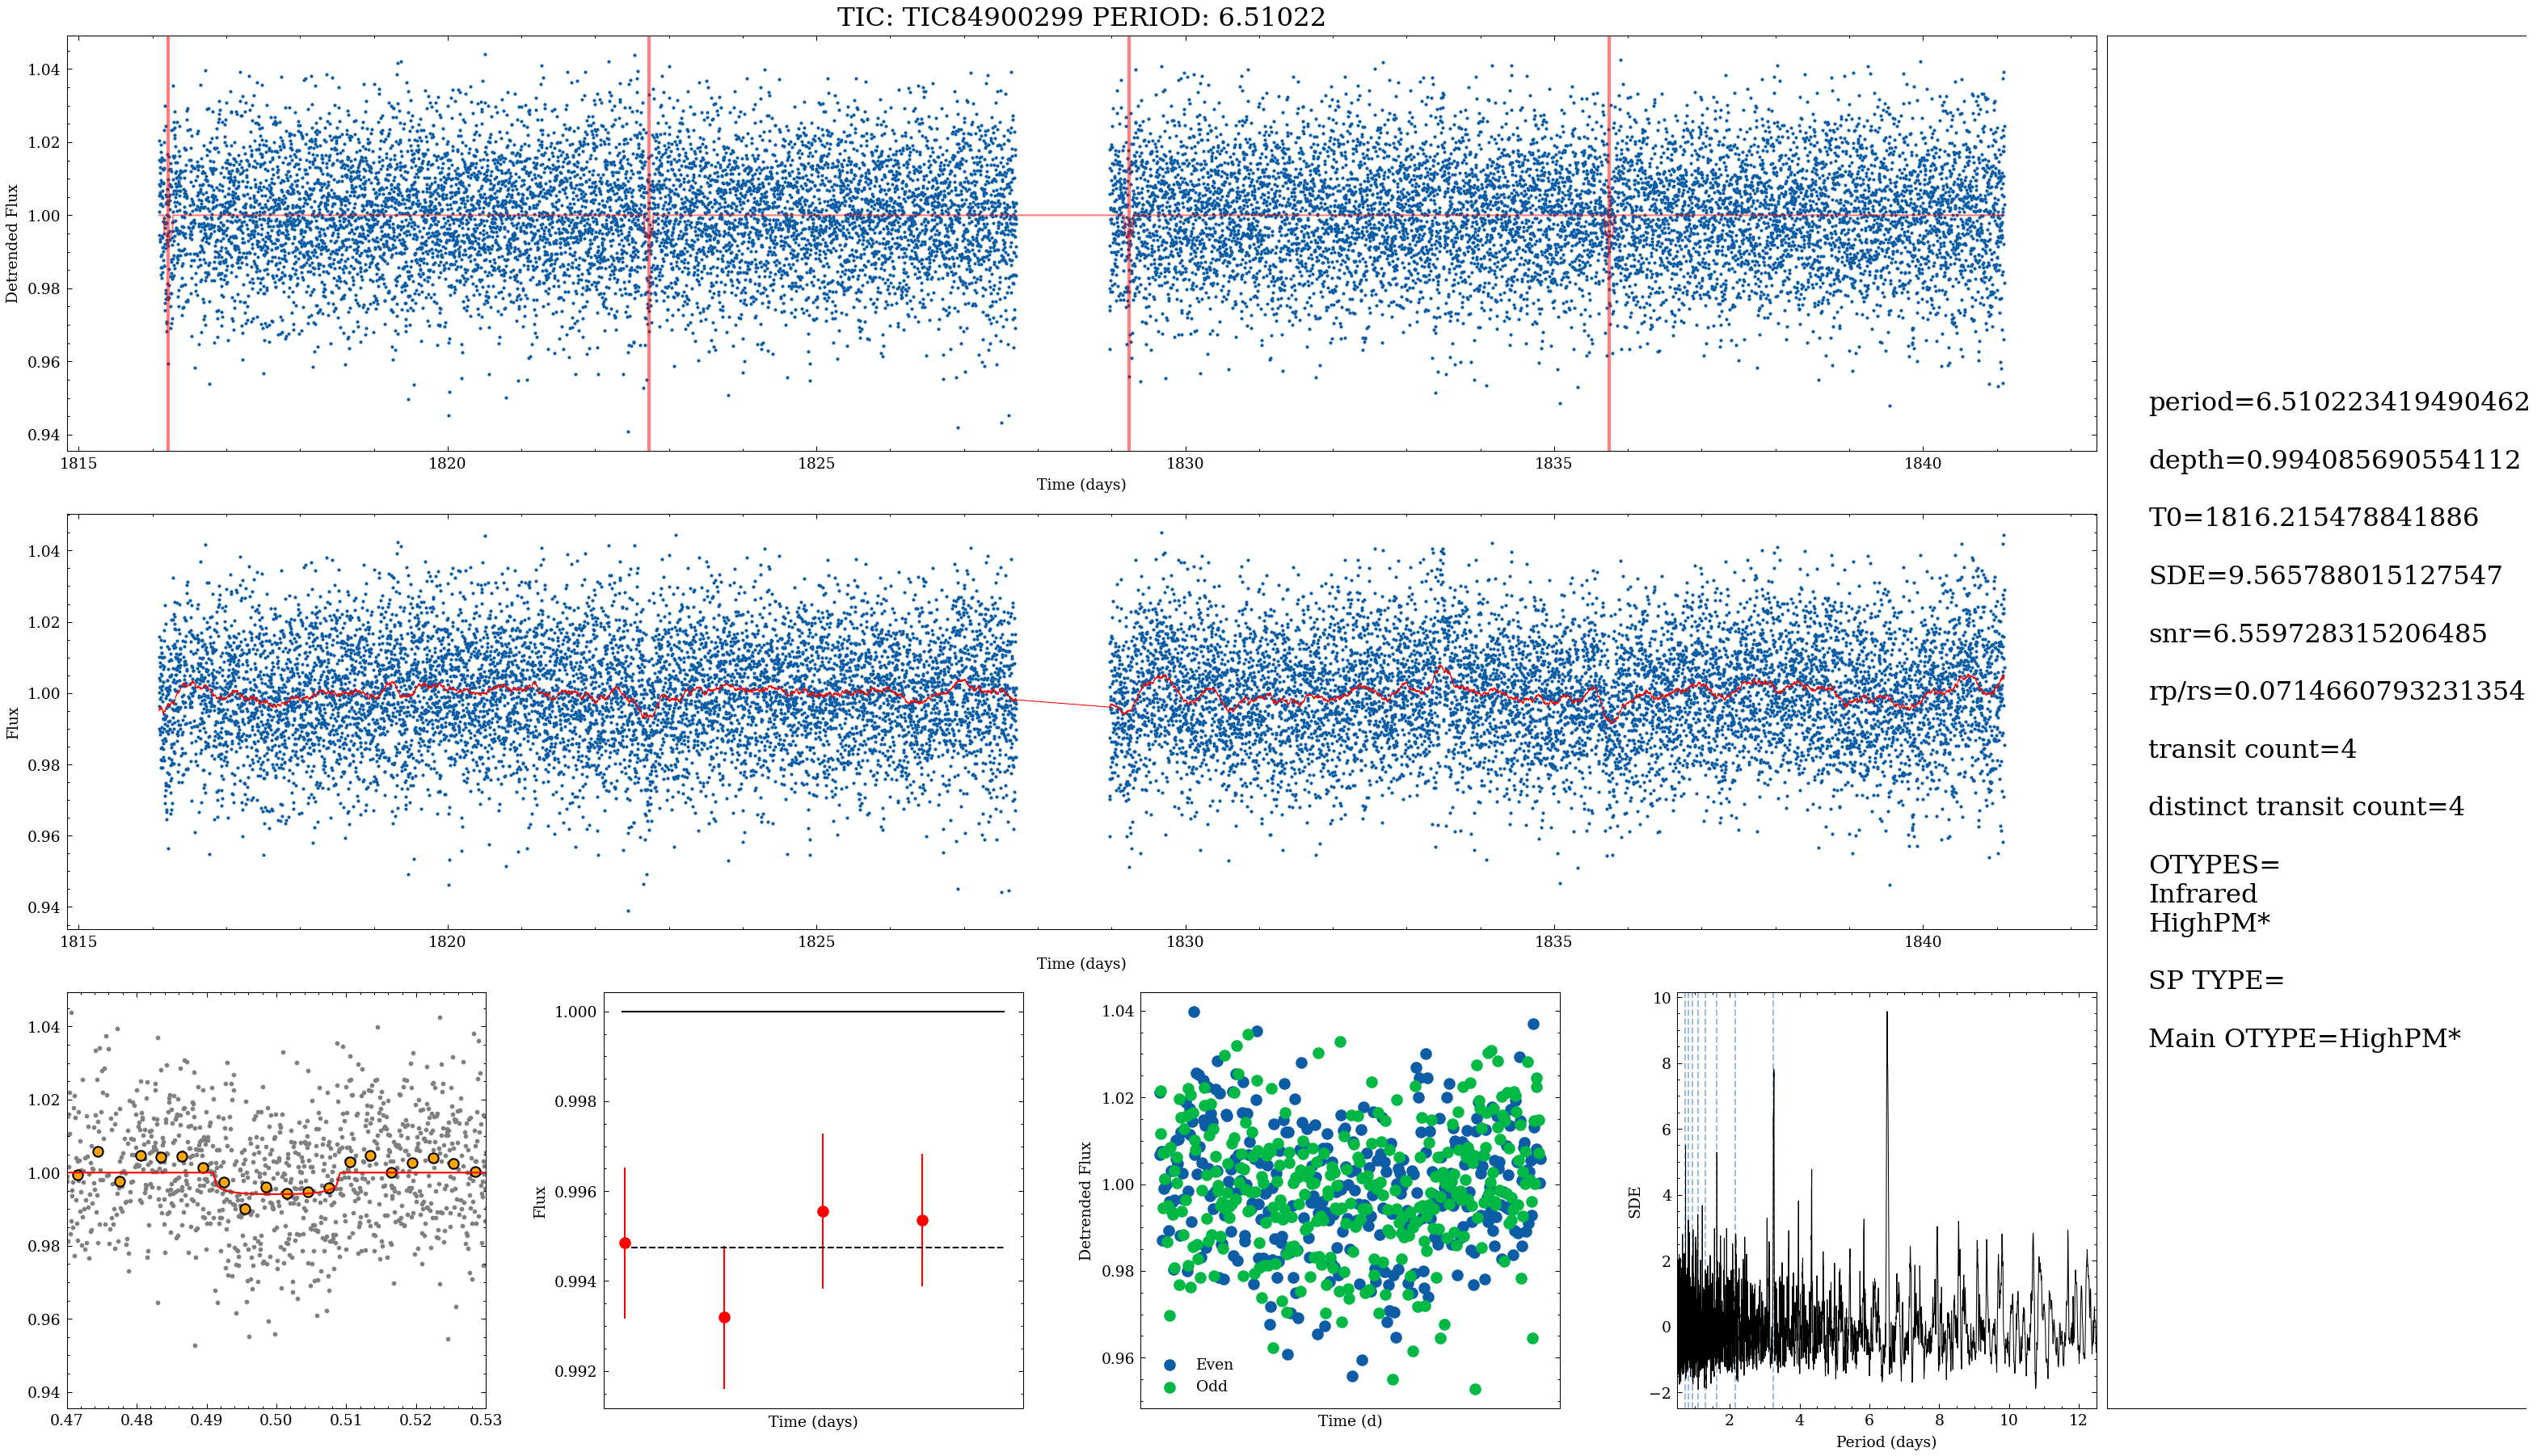 TIC: TIC84900299 PERIOD: 6.51022
1.04
1.02
1.00
0.98
0.96
0.94
Detrended Flux
1815
1820
1825
1830
1835
1840
Time (days)
1.04
1.02
1.00
0.98
0.96
0.94
Flux
1815
1820
1825
1830
1835
1840
Time (days)
1.04
1.02
1.00
0.98
0.96
0.94
0.47
0.48
0.49
0.50
0.51
0.52
0.53
1.000
0.998
0.996
0.994
0.992
Flux
Time (days)
1.04
1.02
1.00
0.98
0.96
Detrended Flux
Even
Odd
Time (d)
10
8
6
4
2
0
−2
SDE
2
4
6
8
10
12
Period (days)
period=6.510223419490462
depth=0.994085690554112
T0=1816.215478841886
SDE=9.565788015127547
snr=6.559728315206485
rp/rs=0.0714660793231354
transit count=4
distinct transit count=4
OTYPES=
Infrared
HighPM*
SP TYPE=
Main OTYPE=HighPM*